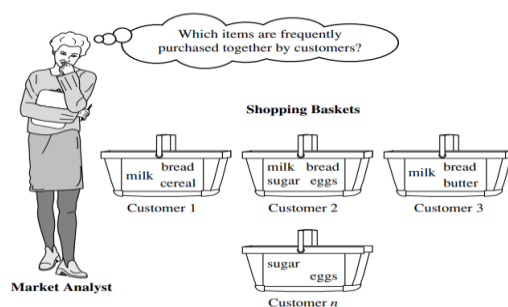 Which items are frequently
purchased together by customers?
Shopping Baskets
milk bread
cereal
Customer 1
milk bread
sugar eggs
Customer 2
milk bread
butter
Customer 3
sugar
eggs
Customer n
Market Analyst